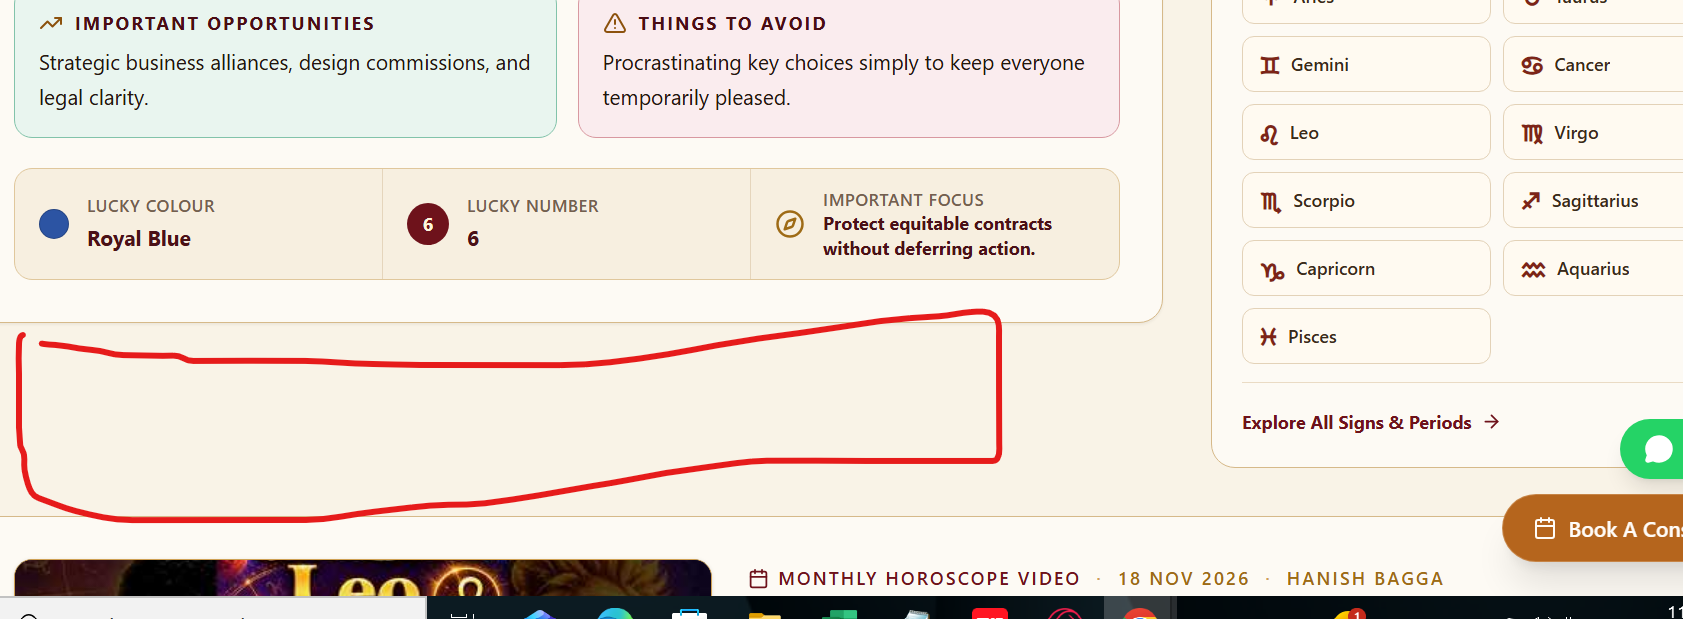 IMPORTANT OPPORTUNITIES
Strategic business alliances, design commissions, and
legal clarity.
THINGS TO AVOID
Procrastinating key choices simply to keep everyone
temporarily pleased.
LUCKY COLOUR
Royal Blue
6
LUCKY NUMBER
6
IMPORTANT FOCUS
Protect equitable contracts
without deferring action.
Gemini
Cancer
Leo
Virgo
Scorpio
Sagittarius
Capricorn
Aquarius
Pisces
Explore All Signs & Periods
Book A
Leo
MONTHLY HOROSCOPE VIDEO · 18 NOV 2026 · HANISH BAGGA
1